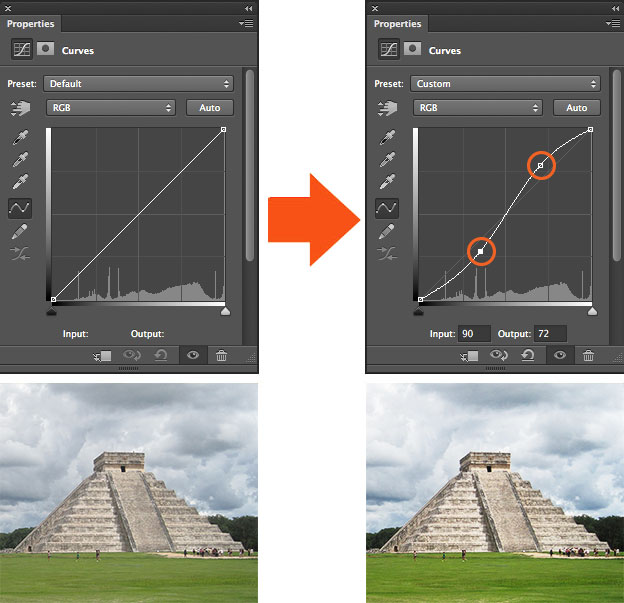 Properties
Curves
Preset: Default
RGB Auto
Input: Output:
Properties
Curves
Preset: Custom
RGB Auto
Input: 90 Output: 72